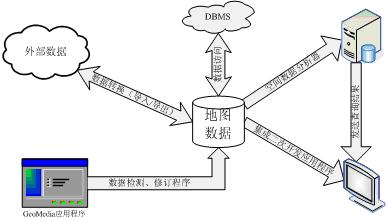 DBMS
外部数据
数据访问
空间数据分析器
数据转换（导入/导出）
发送查询结果
地图
数据
集成二次开发应用程序
数据检测、修订程序
GeoMedia应用程序